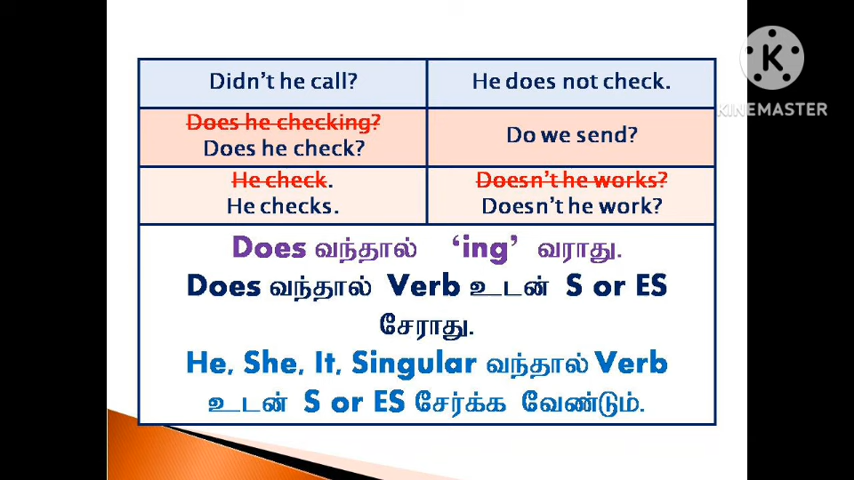 Didn't he call?
He does not check.
Does he checking?
Does he check?
Do we send?
He check.
He checks.
Doesn't he works?
Doesn't he work?
Does வந்தால் 'ing' வராது.
Does வந்தால் Verb உடன் S or ES
சேராது.
He, She, It, Singular வந்தால் Verb
உடன் S or ES சேர்க்க வேண்டும்.
K
KINEMASTER